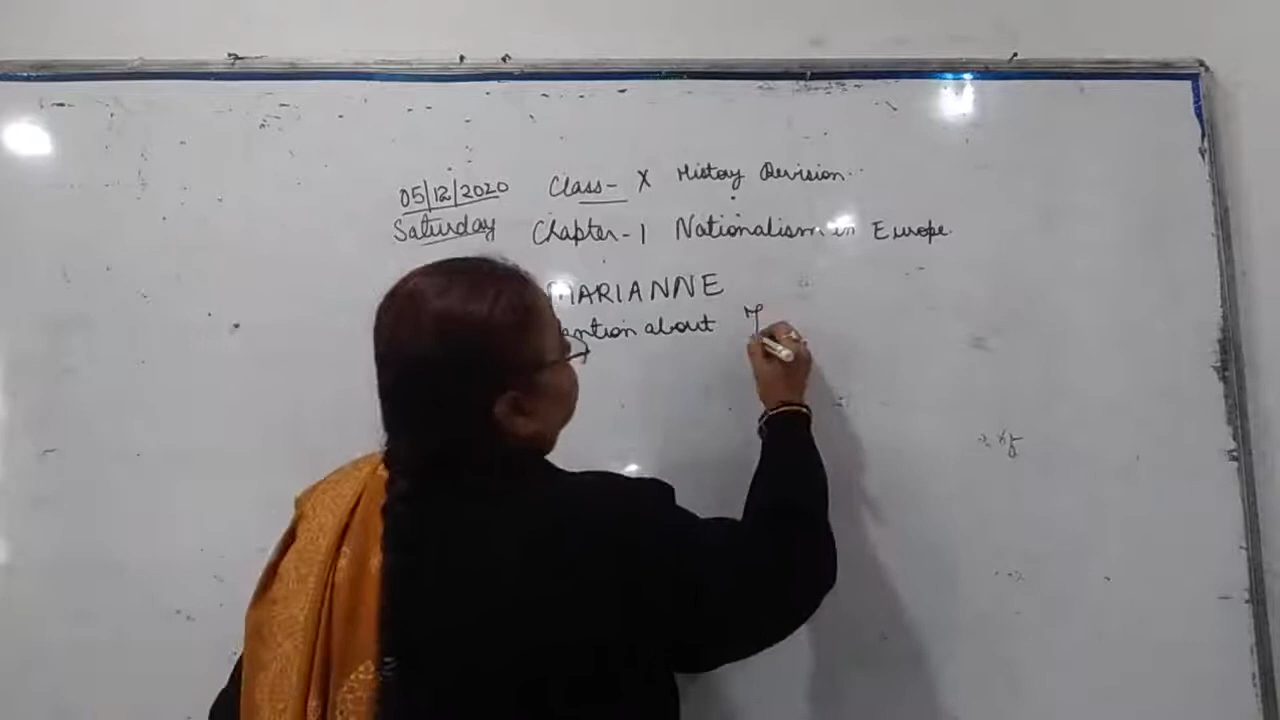 05/12/2020 Class- X History Revision..
Saturday Chapter-1 Nationalism in Europe.
MARIANNE
about